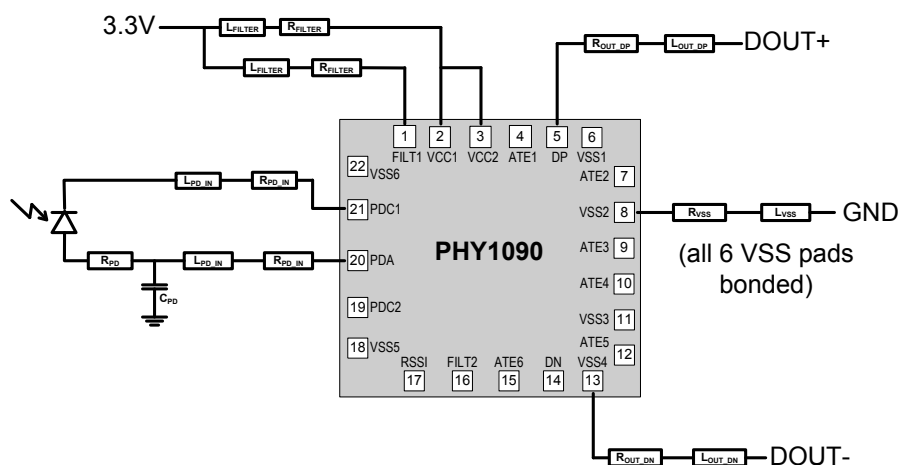 3.3V
LFILTER RFILTER
LFILTER RFILTER
ROUT_DP LOUT_DP DOUT+
1 2 3 4 5 6
FILT1 VCC1 VCC2 ATE1 DP VSS1
22 VSS6
ATE2 7
LPD_IN RPD_IN
21 PDC1
VSS2 8
RVSS LVSS GND
(all 6 VSS pads
bonded)
PHY1090
RPD LPD_IN RPD_IN
20 PDA
ATE3 9
CPD
ATE4 10
19 PDC2
VSS3 11
18 VSS5
ATE5 12
RSSI FILT2 ATE6 DN VSS4
17 16 15 14 13
ROUT_DN LOUT_DN DOUT-